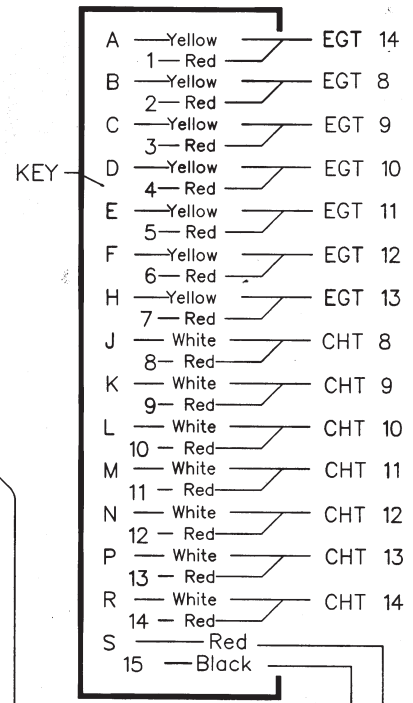 A Yellow EGT 14
1 Red
B Yellow EGT 8
2 Red
C Yellow EGT 9
3 Red
KEY D Yellow EGT 10
4 Red
E Yellow EGT 11
5 Red
F Yellow EGT 12
6 Red
H Yellow EGT 13
7 Red
J White CHT 8
8 Red
K White CHT 9
9 Red
L White CHT 10
10 Red
M White CHT 11
11 Red
N White CHT 12
12 Red
P White CHT 13
13 Red
R White CHT 14
14 Red
S Red
15 Black